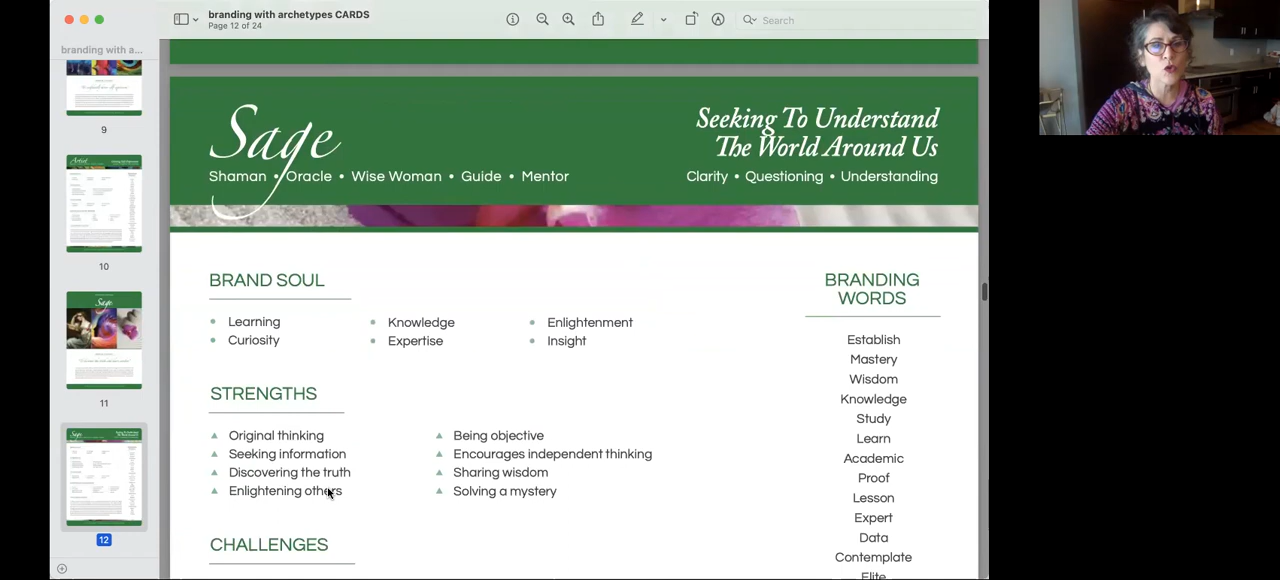 branding with archetypes CARDS
Page 12 of 24
Search
branding with a...
9
10
11
12
Sage
Shaman • Oracle • Wise Woman • Guide • Mentor
Seeking To Understand
The World Around Us
Clarity • Questioning • Understanding
BRAND SOUL
Learning
Curiosity
Knowledge
Expertise
Enlightenment
Insight
STRENGTHS
Original thinking
Seeking information
Discovering the truth
Enlightening others
Being objective
Encourages independent thinking
Sharing wisdom
Solving a mystery
CHALLENGES
BRANDING
WORDS
Establish
Mastery
Wisdom
Knowledge
Study
Learn
Academic
Proof
Lesson
Expert
Data
Contemplate
Elite